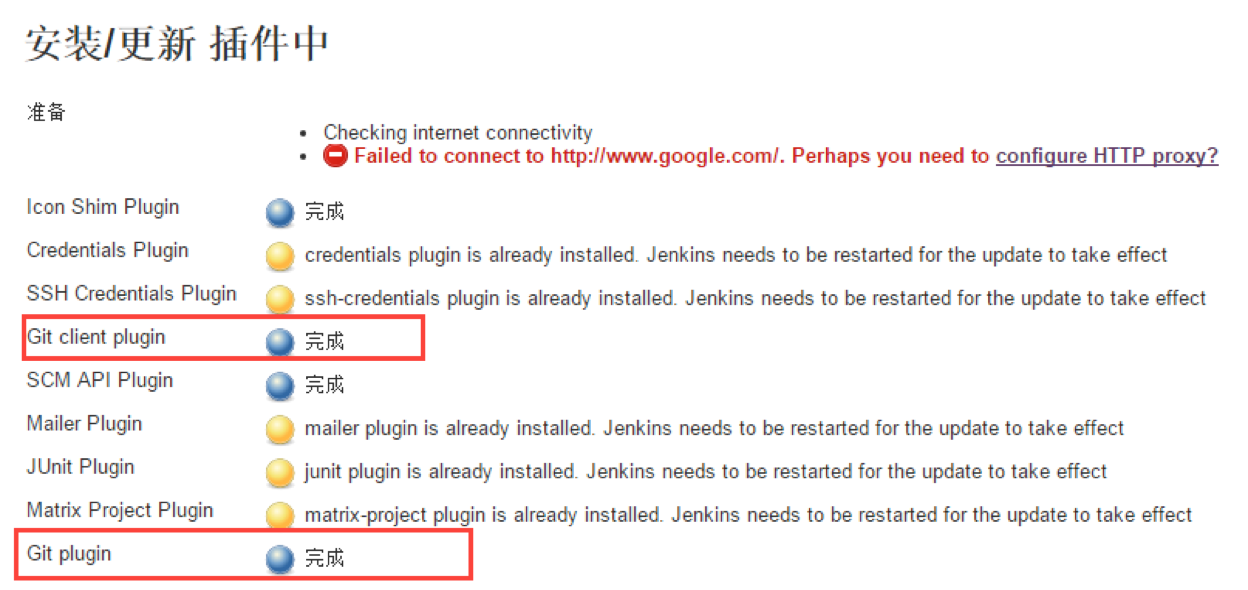 安装/更新 插件中
准备
Checking internet connectivity
Failed to connect to http://www.google.com/. Perhaps you need to configure HTTP proxy?
Icon Shim Plugin 完成
Credentials Plugin credentials plugin is already installed. Jenkins needs to be restarted for the update to take effect
SSH Credentials Plugin ssh-credentials plugin is already installed. Jenkins needs to be restarted for the update to take effect
Git client plugin 完成
SCM API Plugin 完成
Mailer Plugin mailer plugin is already installed. Jenkins needs to be restarted for the update to take effect
JUnit Plugin junit plugin is already installed. Jenkins needs to be restarted for the update to take effect
Matrix Project Plugin matrix-project plugin is already installed. Jenkins needs to be restarted for the update to take effect
Git plugin 完成